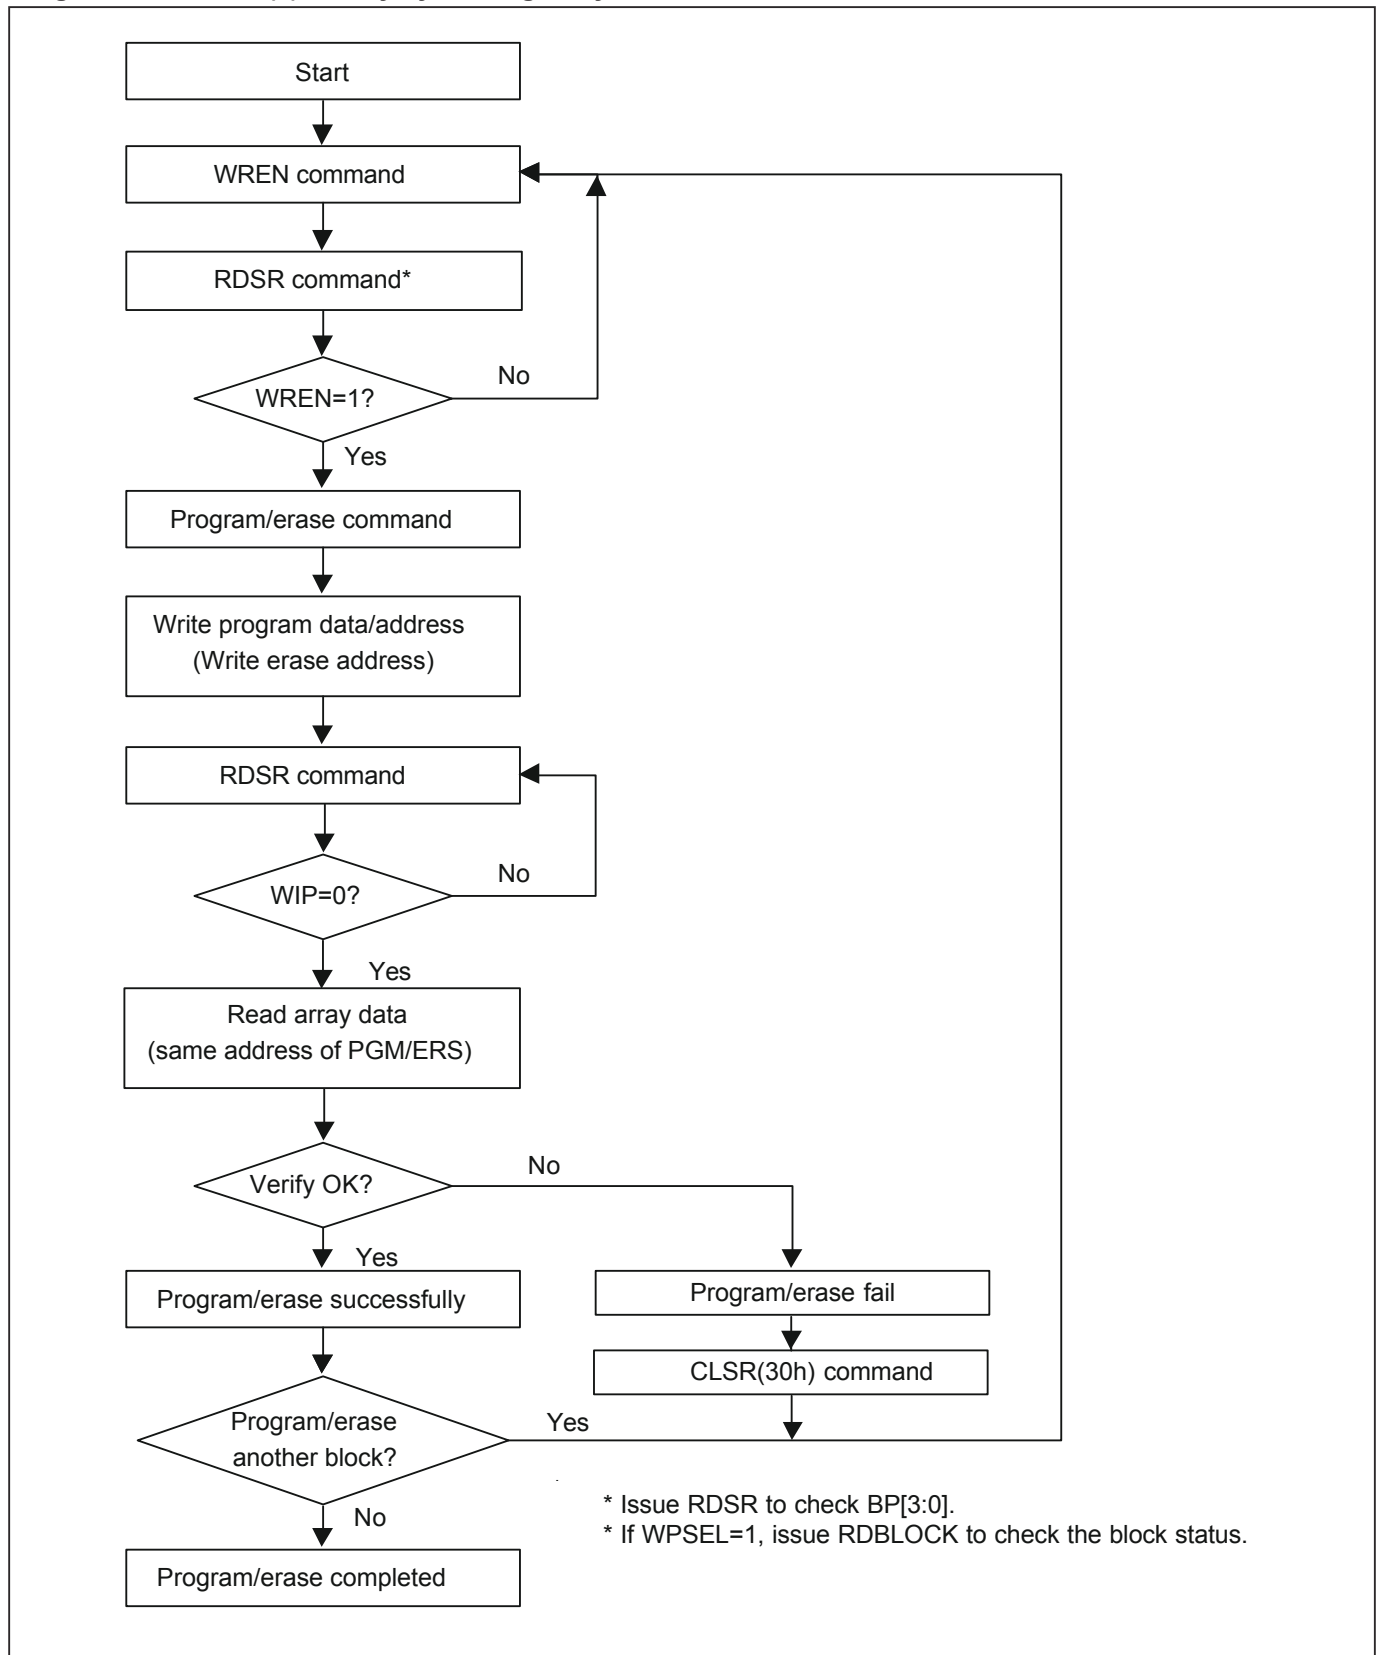 Start
WREN command
RDSR command*
WREN=1?
No
Yes
Program/erase command
Write program data/address
(Write erase address)
RDSR command
WIP=0?
No
Yes
Read array data
(same address of PGM/ERS)
Verify OK?
No
Yes
Program/erase successfully
Program/erase fail
CLSR(30h) command
Program/erase
another block?
Yes
No
* Issue RDSR to check BP[3:0].
* If WPSEL=1, issue RDBLOCK to check the block status.
Program/erase completed